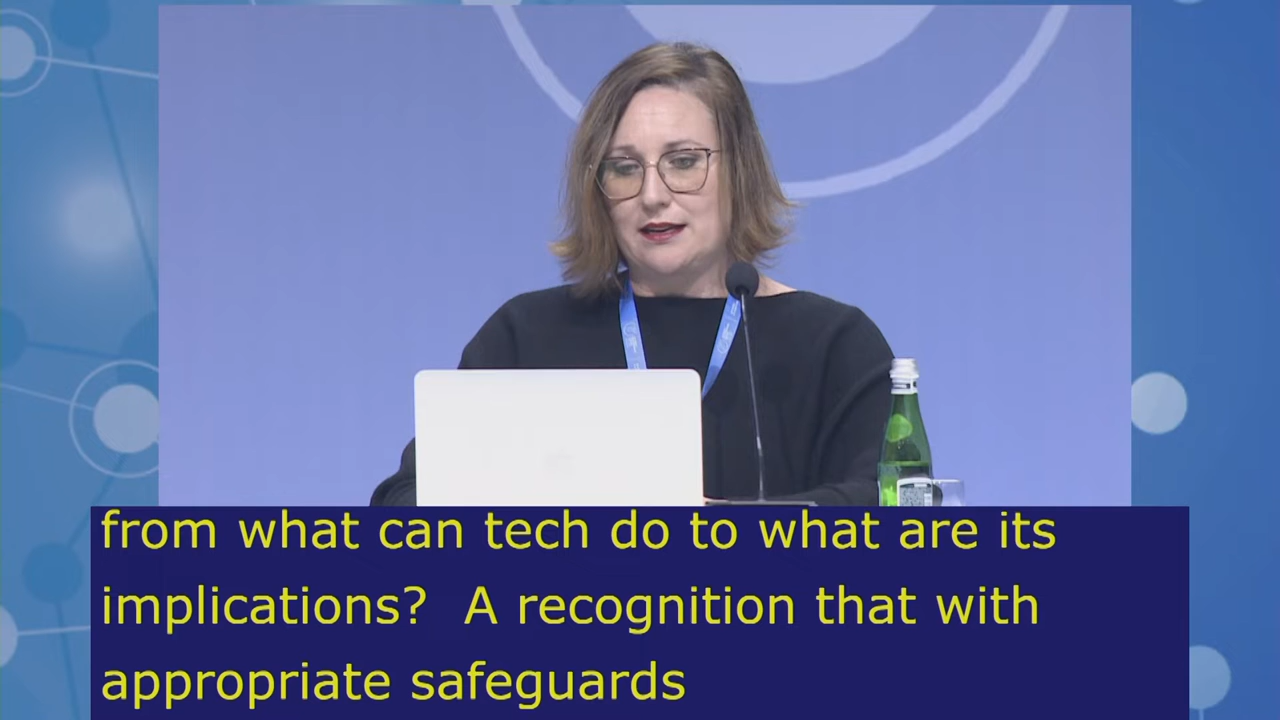 from what can tech do to what are its
implications?  A recognition that with
appropriate safeguards